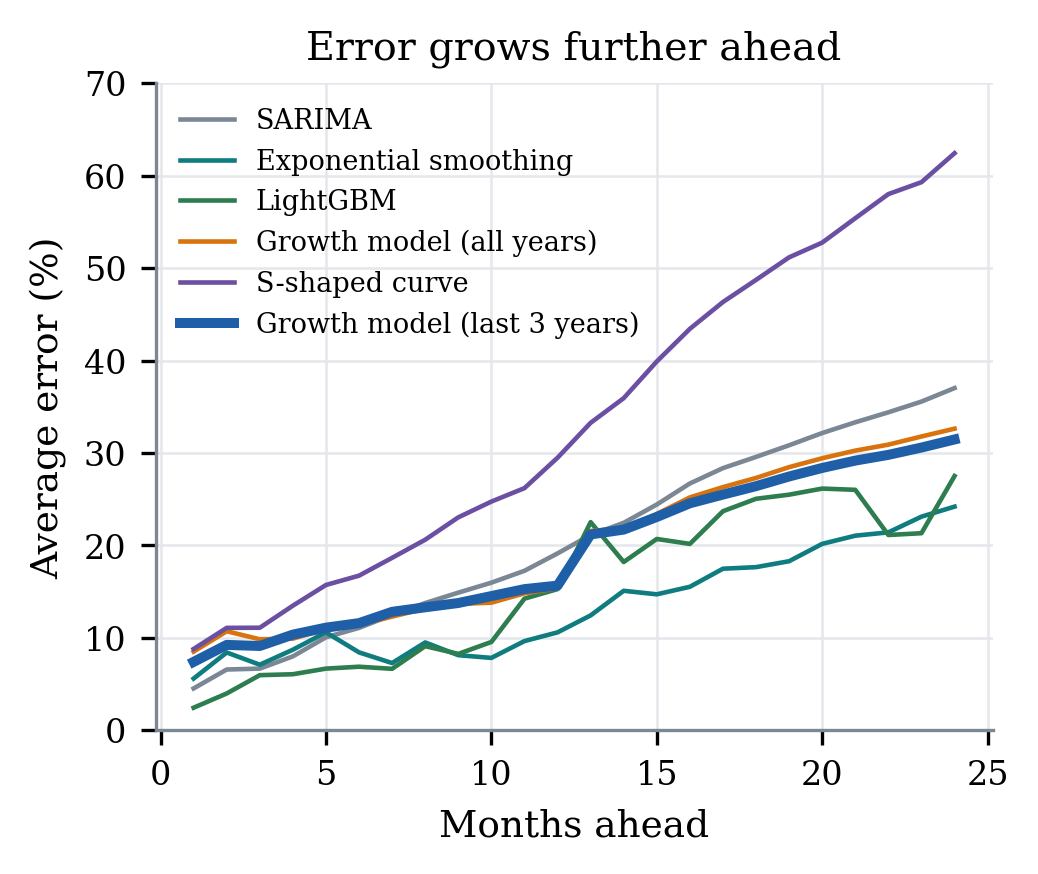 Error grows further ahead
70
60
50
40
30
20
10
0
Average error (%)
SARIMA
Exponential smoothing
LightGBM
Growth model (all years)
S-shaped curve
Growth model (last 3 years)
0 5 10 15 20 25
Months ahead